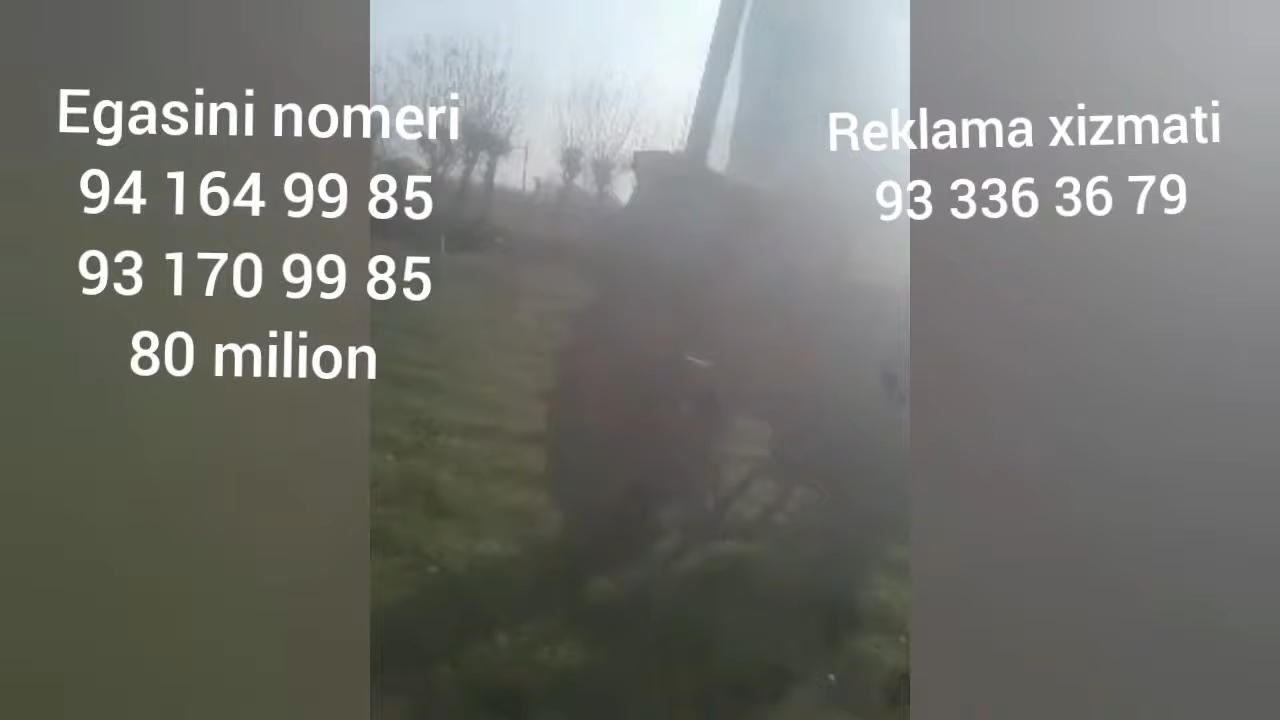 Egasini nomeri
94 164 99 85
93 170 99 85
80 milion
Reklama xizmati
93 336 36 79